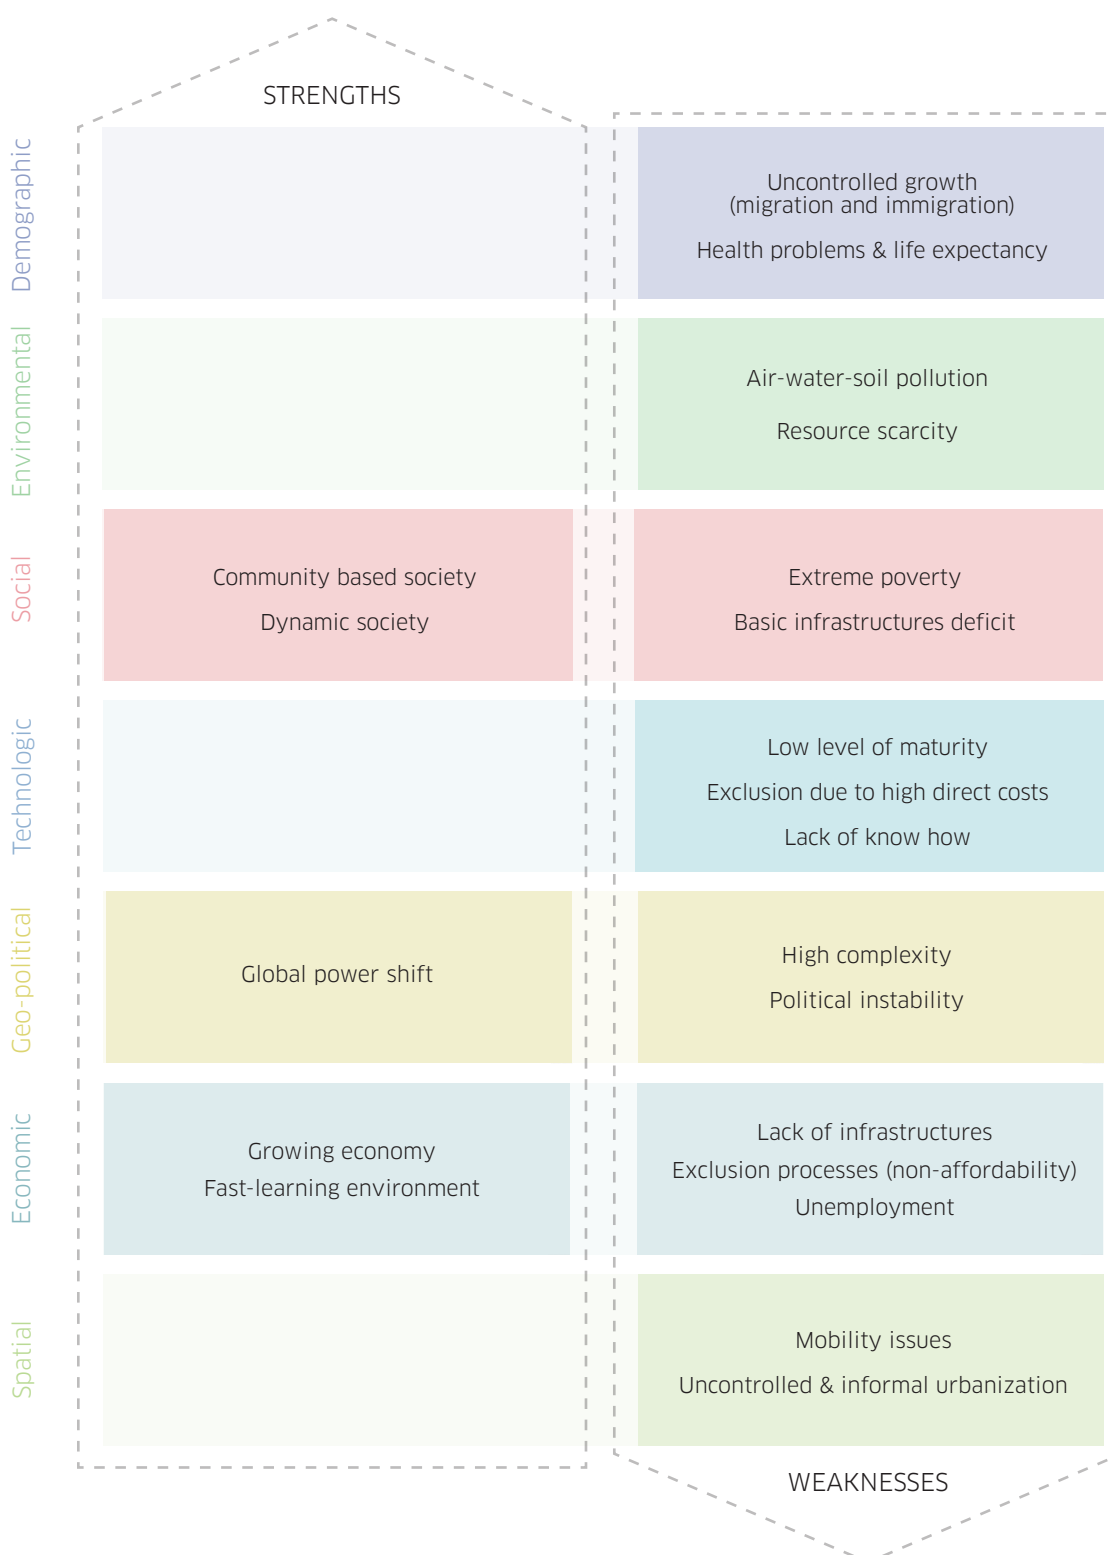 STRENGTHS
Demographic
Uncontrolled growth
(migration and immigration)
Health problems & life expectancy
Environmental
Air-water-soil pollution
Resource scarcity
Social
Community based society
Dynamic society
Extreme poverty
Basic infrastructures deficit
Technologic
Low level of maturity
Exclusion due to high direct costs
Lack of know how
Geo-political
Global power shift
High complexity
Political instability
Economic
Growing economy
Fast-learning environment
Lack of infrastructures
Exclusion processes (non-affordability)
Unemployment
Spatial
Mobility issues
Uncontrolled & informal urbanization
WEAKNESSES